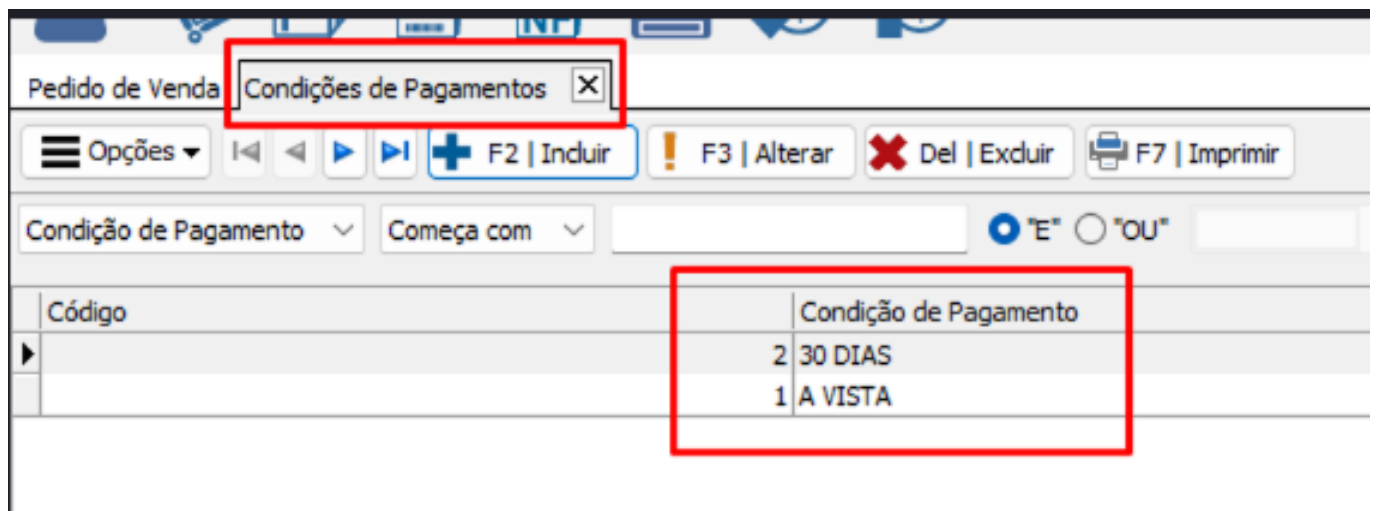 NF
Pedido de Venda Condições de Pagamentos X
Opções F2 | Incluir F3 | Alterar Del | Excluir F7 | Imprimir
Condição de Pagamento Começa com "E" "OU"
Código Condição de Pagamento
2 30 DIAS
1 A VISTA